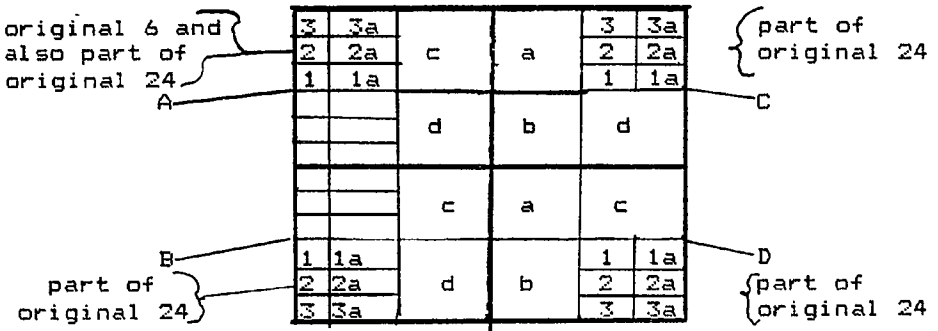 original 6 and
also part of
original 24
3 3a c a 3 3a
2 2a 2 2a
1 1a 1 1a
part of
original 24
A C
d b d
c a c
B D
1 1a d b 1 1a
2 2a 2 2a
3 3a 3 3a
part of
original 24
part of
original 24